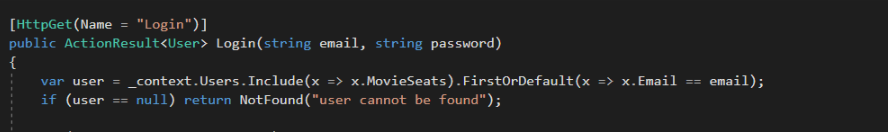 [HttpGet(Name = "Login")]
public ActionResult<User> Login(string email, string password)
{
var user = _context.Users.Include(x => x.MovieSeats).FirstOrDefault(x => x.Email == email);
if (user == null) return NotFound("user cannot be found");